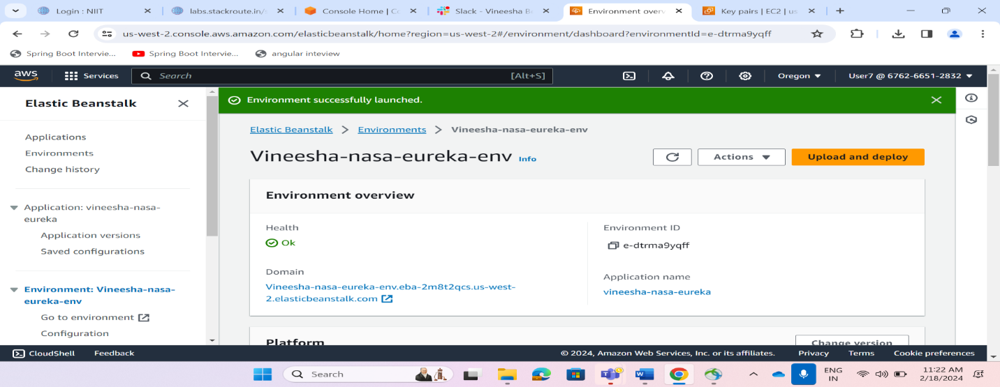 Login: NIIT
labs.stackroute.in/
Console Home | Co
Slack - Vineesha B
Environment overv
Key pairs | EC2 | us
us-west-2.console.aws.amazon.com/elasticbeanstalk/home?region=us-west-2#/environment/dashboard?environmentId=e-dtrma9yqff
Spring Boot Intervie...
Spring Boot Intervie...
angular inteview
aws
Services
Search
[Alt+S]
Oregon
User7 @ 6762-6651-2832
Elastic Beanstalk
Applications
Environments
Change history
Application: vineesha-nasa-
eureka
Application versions
Saved configurations
Environment: Vineesha-nasa-
eureka-env
Go to environment
Configuration
Environment successfully launched.
Elastic Beanstalk > Environments > Vineesha-nasa-eureka-env
Vineesha-nasa-eureka-env Info
Actions
Upload and deploy
Environment overview
Health
Ok
Domain
Vineesha-nasa-eureka-env.eba-2m8t2qcs.us-west-
2.elasticbeanstalk.com
Environment ID
e-dtrma9yqff
Application name
vineesha-nasa-eureka
Platform
Change version
CloudShell
Feedback
© 2024, Amazon Web Services, Inc. or its affiliates.
Privacy
Terms
Cookie preferences
Search
ENG
IN
11:22 AM
2/18/2024